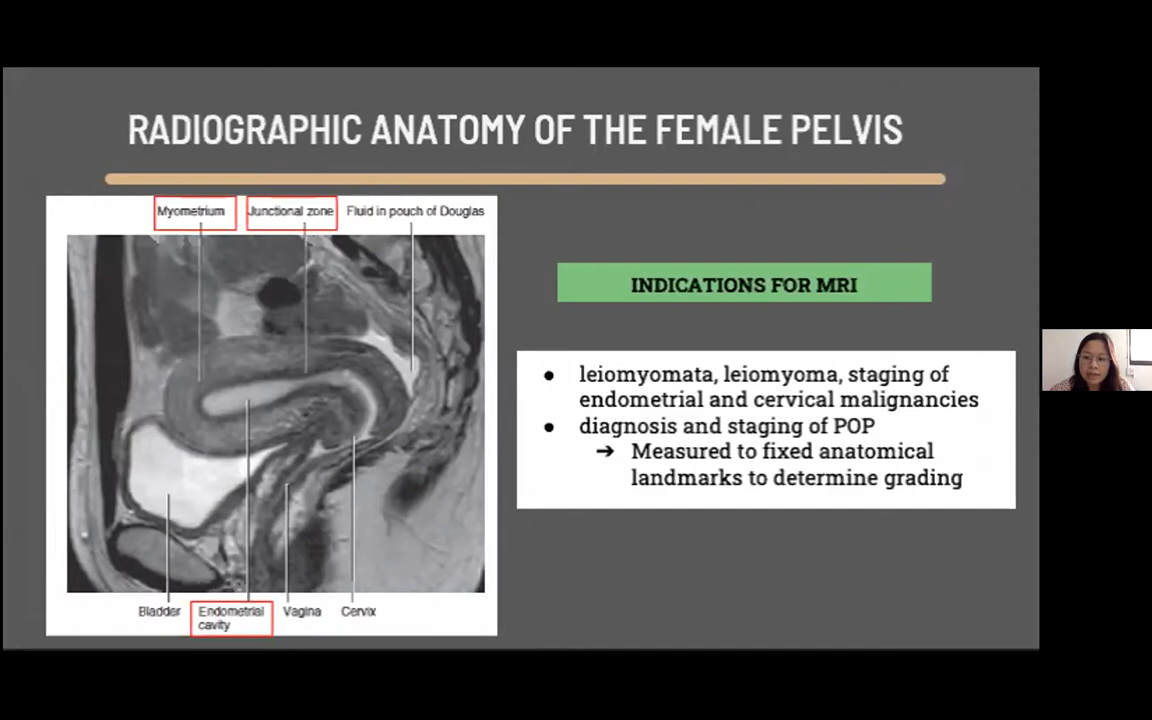 RADIOGRAPHIC ANATOMY OF THE FEMALE PELVIS
Myometrium
Junctional zone
Fluid in pouch of Douglas
Bladder
Endometrial
cavity
Vagina
Cervix
INDICATIONS FOR MRI
● leiomyomata, leiomyoma, staging of
endometrial and cervical malignancies
● diagnosis and staging of POP
➔ Measured to fixed anatomical
landmarks to determine grading